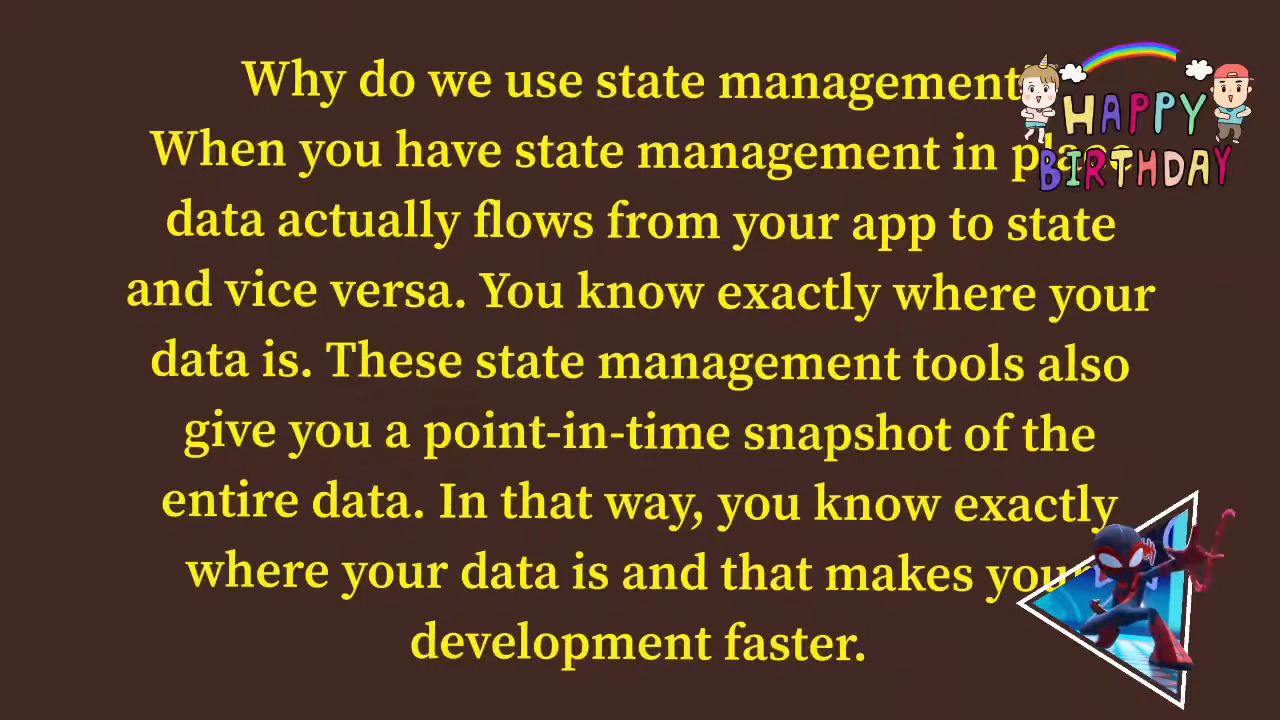 Why do we use state management
When you have state management in place
data actually flows from your app to state
and vice versa. You know exactly where your
data is. These state management tools also
give you a point-in-time snapshot of the
entire data. In that way, you know exactly
where your data is and that makes your
development faster.
HAPPY
BIRTHDAY